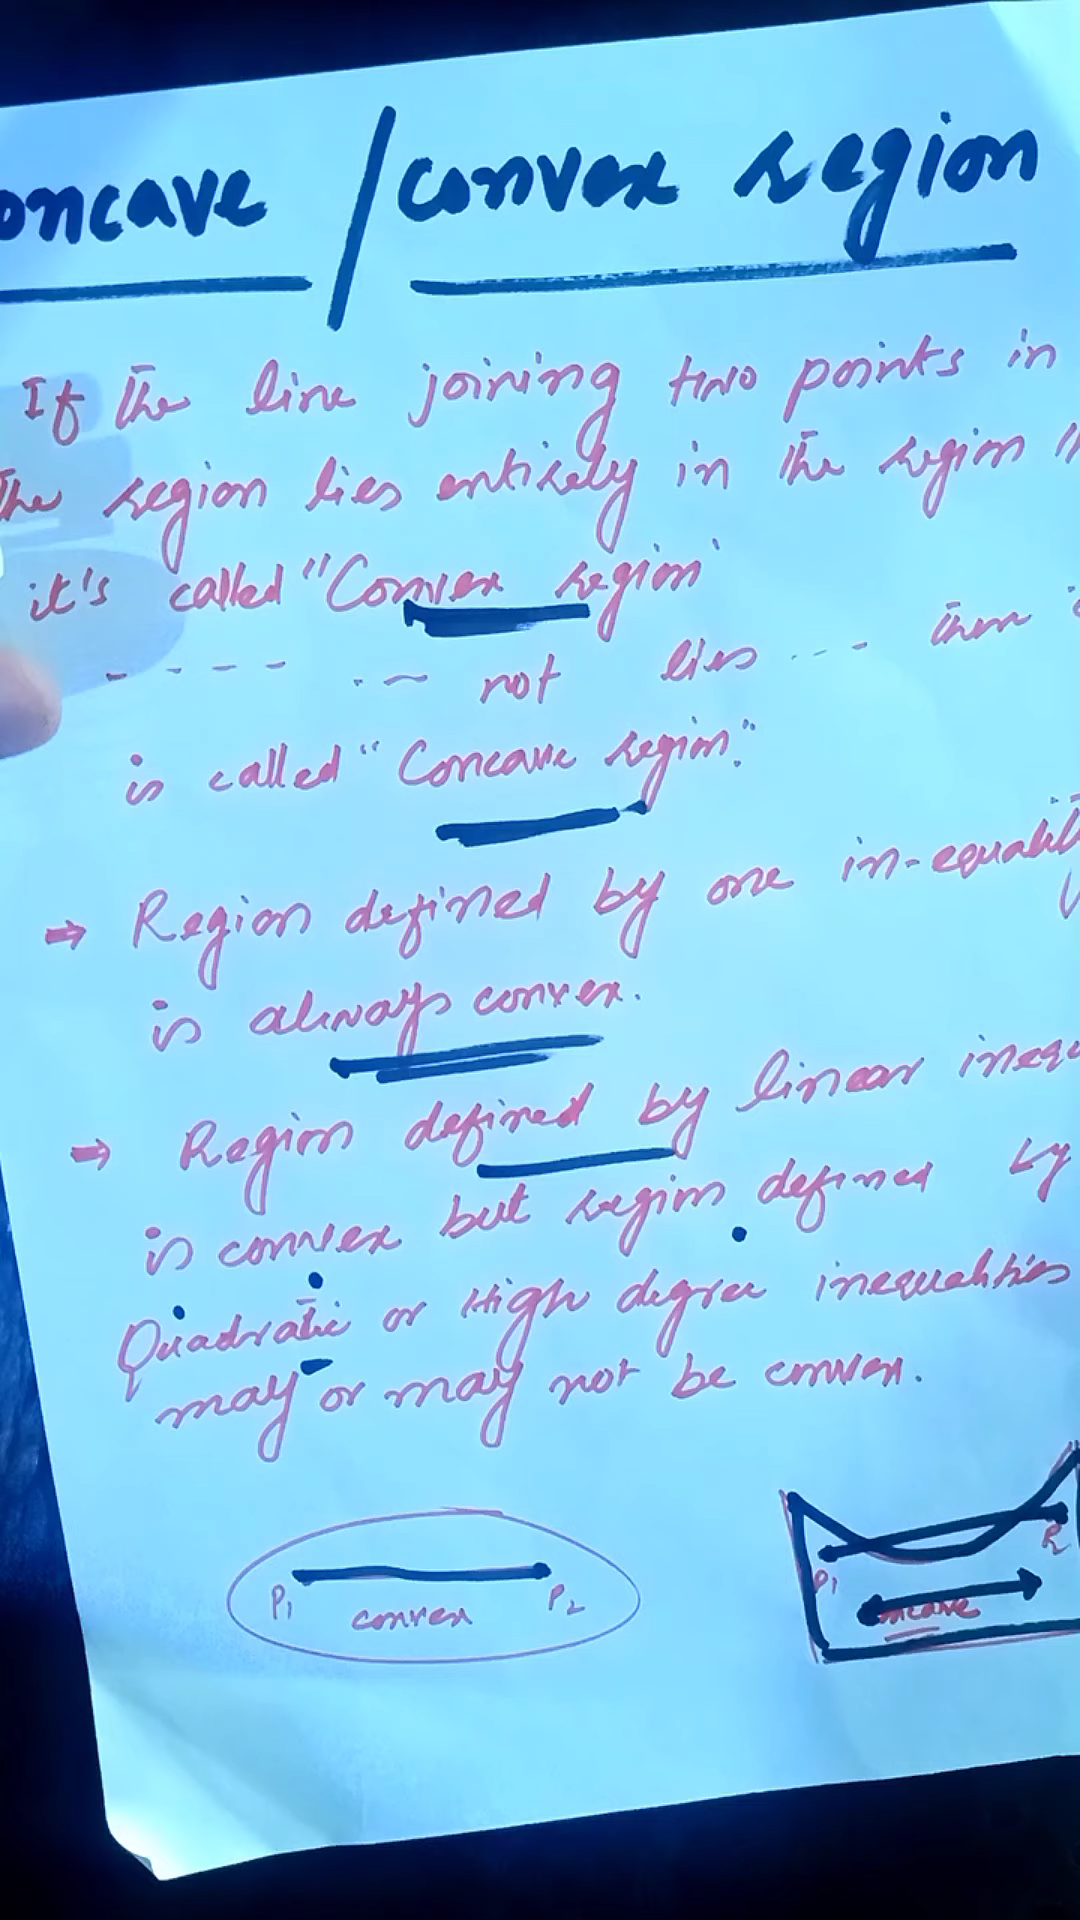 oncave / convex region
If the line joining two points in
the region lies entirely in the region
it's called "Convex region"
---- .-- not lies --- then
is called "Concave region."
⇒ Region defined by one in-equalit
is always convex.
⇒ Region defined by linear inequ
is convex but region defined by
Quadratic or High degree inequalities
may or may not be convex.
P1 convex P2
P1
R
ncave